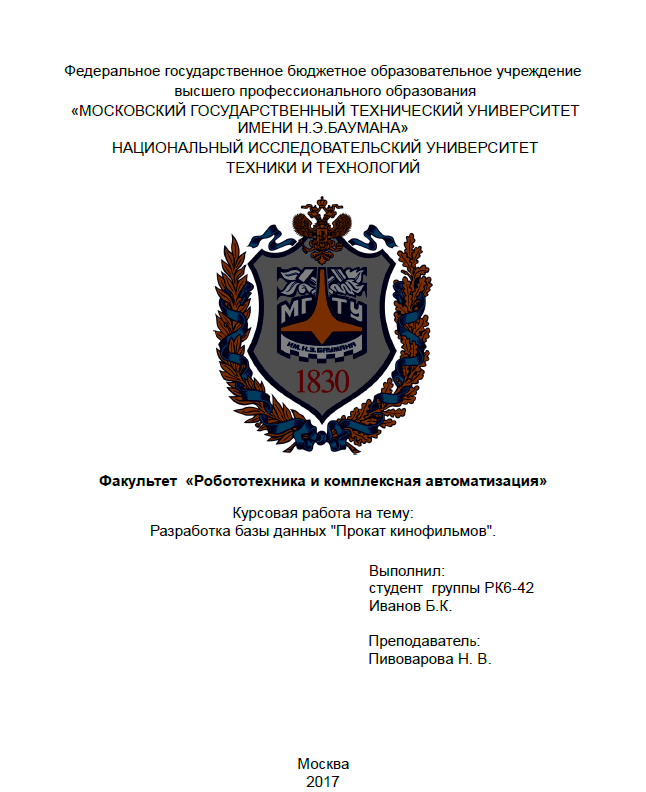 Федеральное государственное бюджетное образовательное учреждение
высшего профессионального образования
«МОСКОВСКИЙ ГОСУДАРСТВЕННЫЙ ТЕХНИЧЕСКИЙ УНИВЕРСИТЕТ
ИМЕНИ Н.Э.БАУМАНА»
НАЦИОНАЛЬНЫЙ ИССЛЕДОВАТЕЛЬСКИЙ УНИВЕРСИТЕТ
ТЕХНИКИ И ТЕХНОЛОГИЙ
МГ ТУ
ИМ. Н.Э. БАУМАНА
1830
Факультет «Робототехника и комплексная автоматизация»
Курсовая работа на тему:
Разработка базы данных "Прокат кинофильмов".
Выполнил:
студент группы РК6-42
Иванов Б.К.
Преподаватель:
Пивоварова Н. В.
Москва
2017